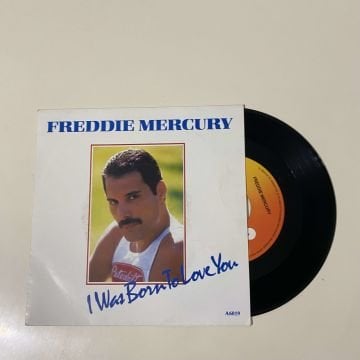 FREDDIE MERCURY
I Was Born To Love You
A6019
FREDDIE MERCURY